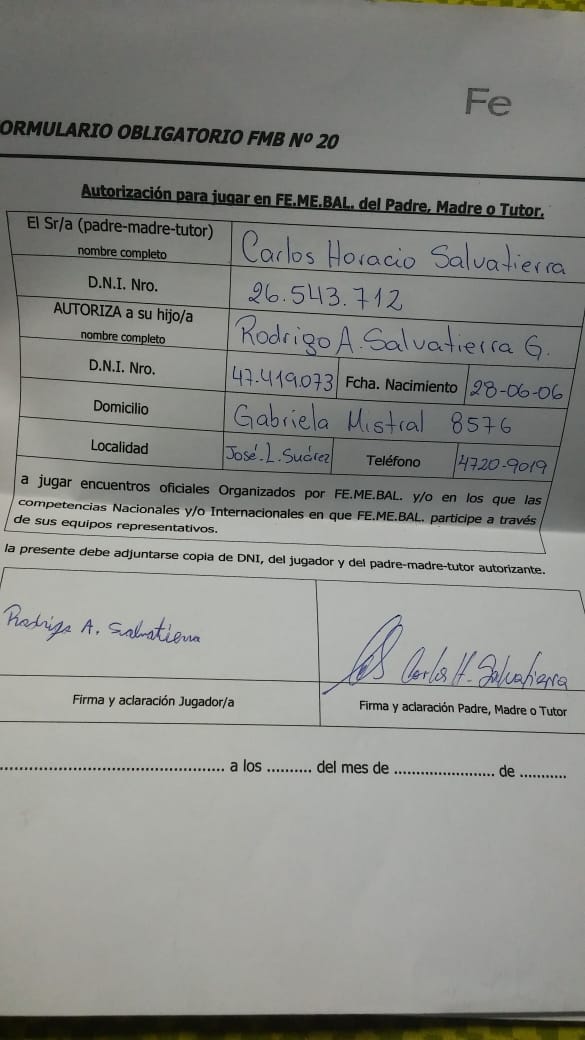 Fe
ORMULARIO OBLIGATORIO FMB Nº 20
Autorización para jugar en FE.ME.BAL. del Padre, Madre o Tutor.
El Sr/a (padre-madre-tutor)
nombre completo
Carlos Horacio Salvatierra
D.N.I. Nro.
26.543.712
AUTORIZA a su hijo/a
nombre completo
Rodrigo A. Salvatierra G.
D.N.I. Nro.
47.419.073
Fcha. Nacimiento
28-06-06
Domicilio
Gabriela Mistral 8576
Localidad
José.L.Suárez
Teléfono
4720-9019
a jugar encuentros oficiales Organizados por FE.ME.BAL. y/o en los que las
competencias Nacionales y/o Internacionales en que FE.ME.BAL. participe a través
de sus equipos representativos.
la presente debe adjuntarse copia de DNI, del jugador y del padre-madre-tutor autorizante.
Rodrigo A. Salvatierra
Carlos H. Salvatierra
Firma y aclaración Jugador/a
Firma y aclaración Padre, Madre o Tutor
.......................................... a los .......... del mes de ....................... de ...........